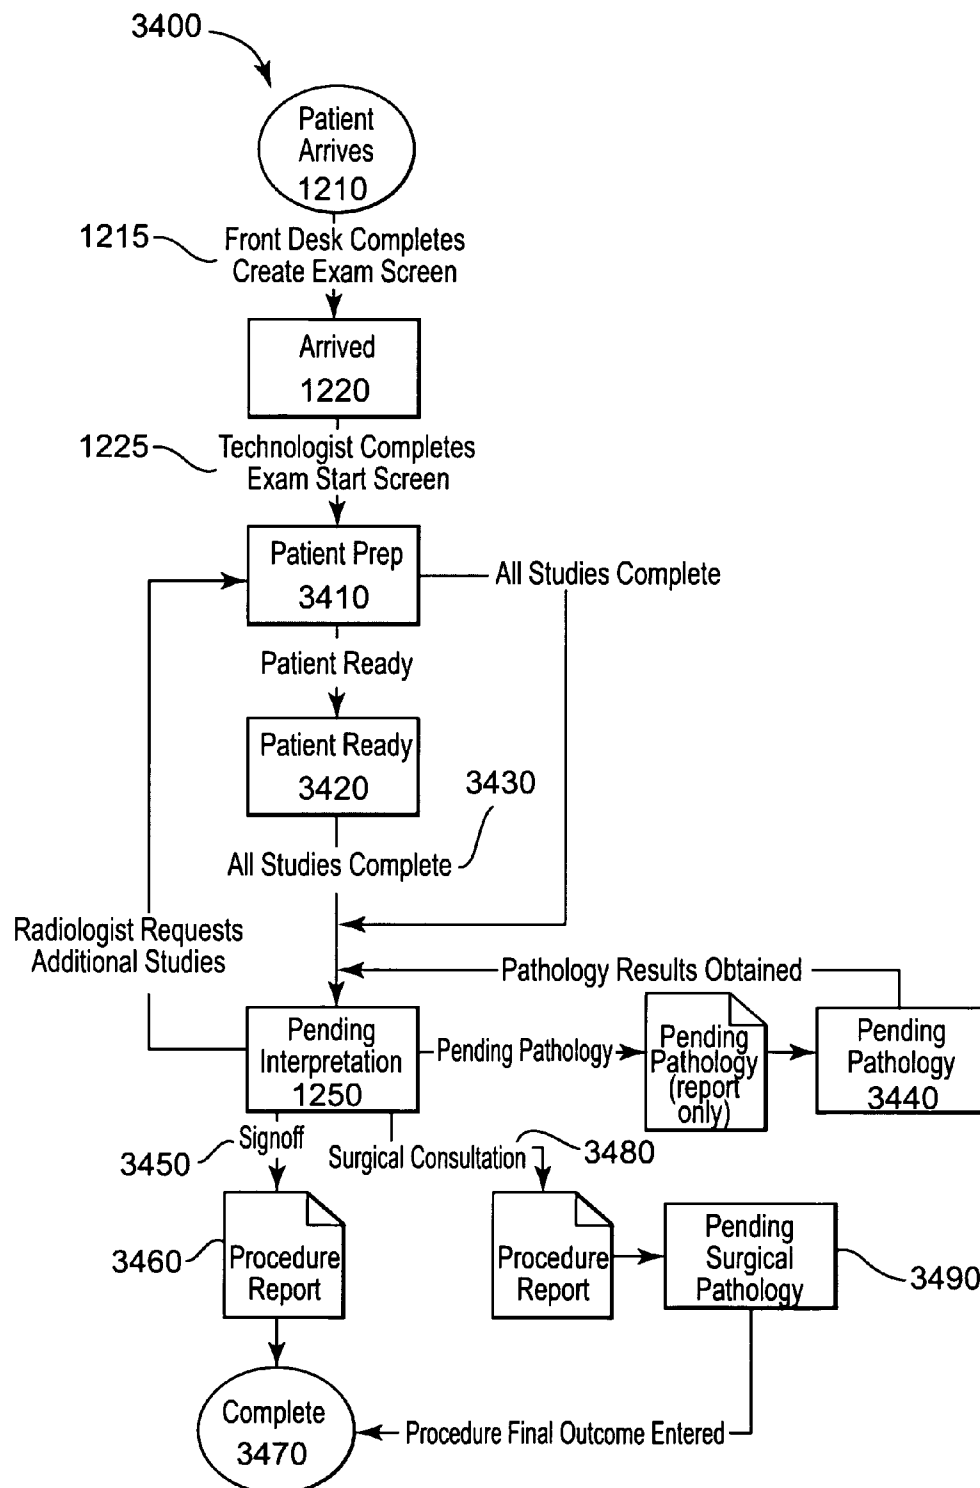 3400
Patient
Arrives
1210
1215
Front Desk Completes
Create Exam Screen
Arrived
1220
1225
Technologist Completes
Exam Start Screen
Patient Prep
3410
All Studies Complete
Patient Ready
Patient Ready
3420
3430
All Studies Complete
Radiologist Requests
Additional Studies
Pathology Results Obtained
Pending
Interpretation
1250
Pending Pathology
Pending
Pathology
(report
only)
Pending
Pathology
3440
3450
Signoff
Surgical Consultation
3480
3460
Procedure
Report
Procedure
Report
Pending
Surgical
Pathology
3490
Complete
3470
Procedure Final Outcome Entered